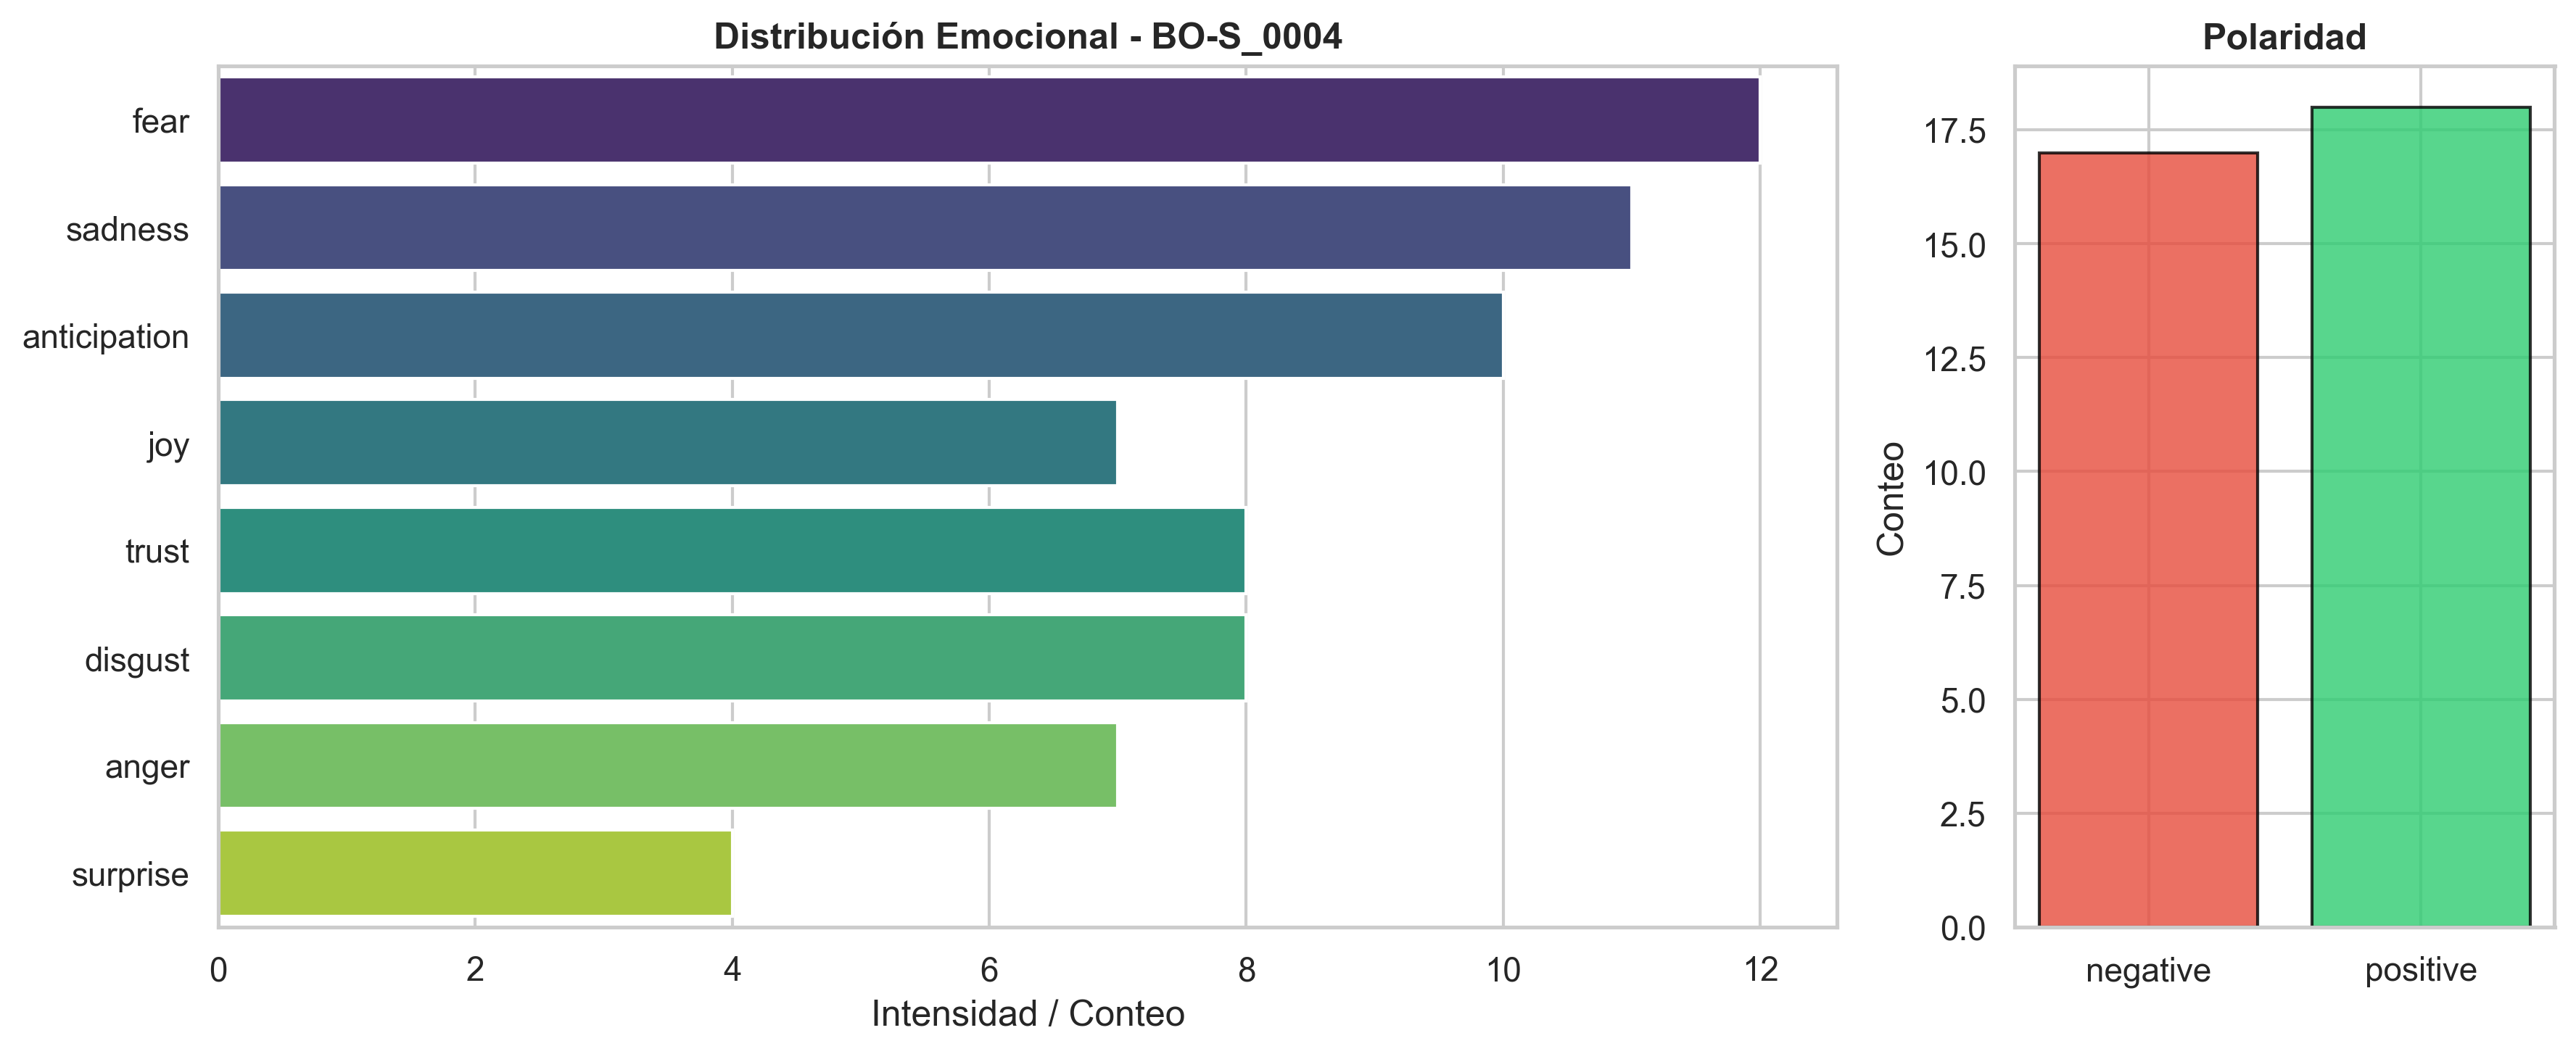 Distribución Emocional - BO-S_0004
fear
sadness
anticipation
joy
trust
disgust
anger
surprise
0 2 4 6 8 10 12
Intensidad / Conteo
Polaridad
Conteo
17.5
15.0
12.5
10.0
7.5
5.0
2.5
0.0
negative positive